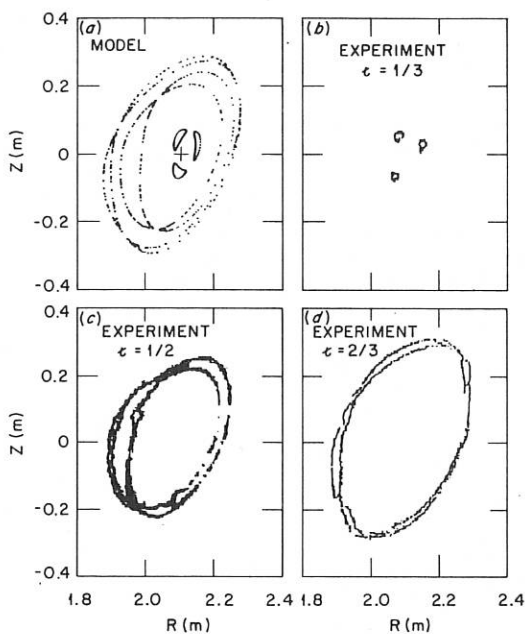 (a)
MODEL
(b)
EXPERIMENT
ɩ = 1/3
0.4
0.2
0
-0.2
-0.4
Z (m)
(c) EXPERIMENT
ɩ = 1/2
(d)
EXPERIMENT
ɩ = 2/3
0.4
0.2
0
-0.2
-0.4
Z (m)
1.8
2.0
2.2
2.4
1.8
2.0
2.2
2.4
R (m)
R (m)